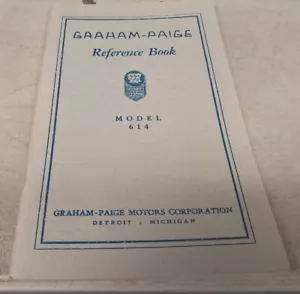 GRAHAM-PAIGE
Reference Book
MODEL
614
GRAHAM-PAIGE MOTORS CORPORATION
DETROIT , MICHIGAN